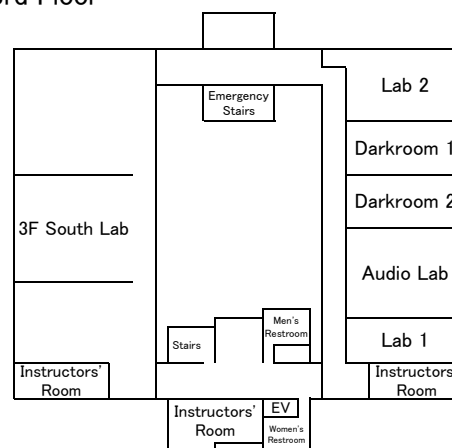 Floor
Lab 2
Emergency
Stairs
Darkroom 1
Darkroom 2
3F South Lab
Audio Lab
Men's
Restroom
Stairs
Lab 1
Instructors'
Room
Instructors'
Room
Instructors'
Room
EV
Women's
Restroom